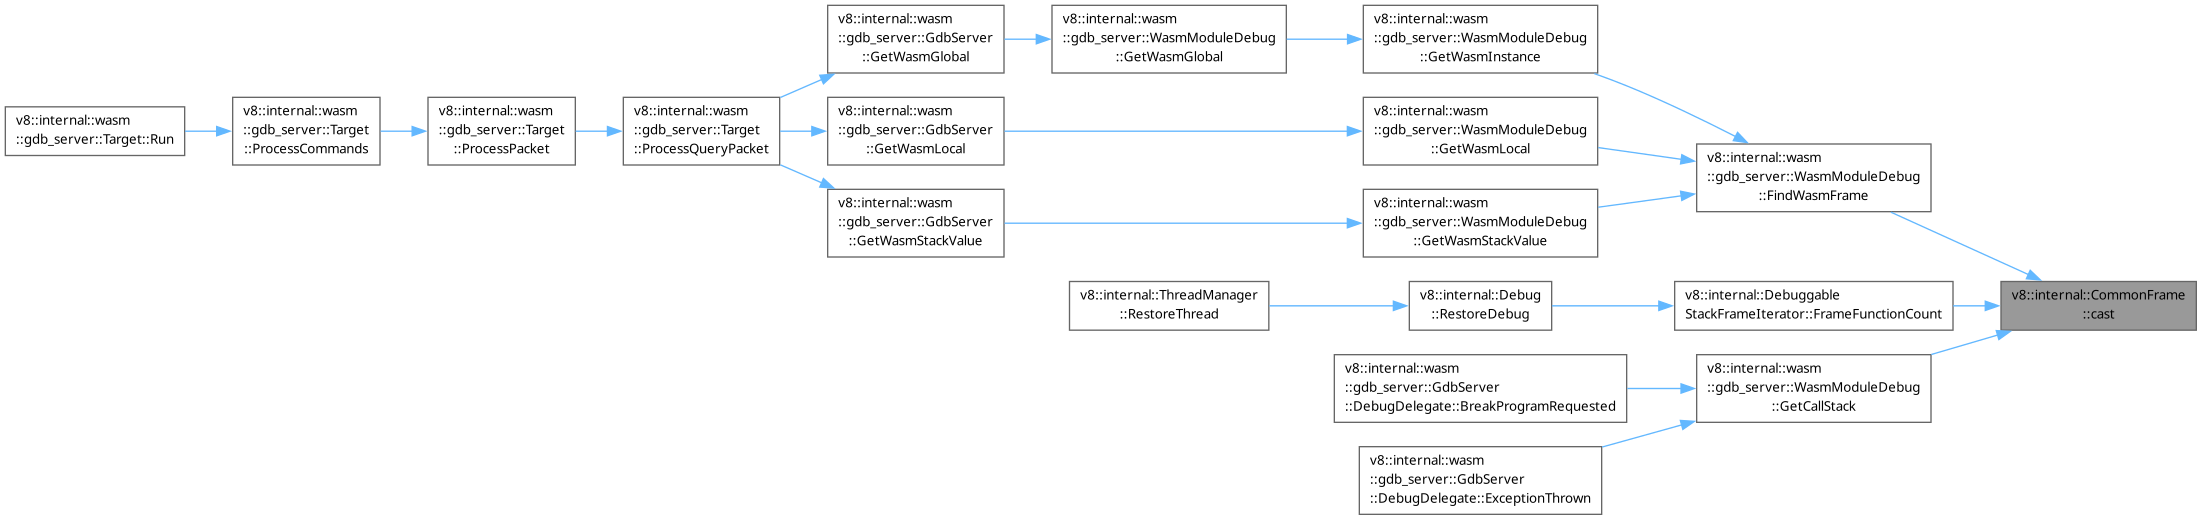 v8::internal::wasm
::gdb_server::GdbServer
::GetWasmGlobal
v8::internal::wasm
::gdb_server::WasmModuleDebug
::GetWasmGlobal
v8::internal::wasm
::gdb_server::WasmModuleDebug
::GetWasmInstance
v8::internal::wasm
::gdb_server::Target::Run
v8::internal::wasm
::gdb_server::Target
::ProcessCommands
v8::internal::wasm
::gdb_server::Target
::ProcessPacket
v8::internal::wasm
::gdb_server::Target
::ProcessQueryPacket
v8::internal::wasm
::gdb_server::GdbServer
::GetWasmLocal
v8::internal::wasm
::gdb_server::WasmModuleDebug
::GetWasmLocal
v8::internal::wasm
::gdb_server::WasmModuleDebug
::FindWasmFrame
v8::internal::wasm
::gdb_server::GdbServer
::GetWasmStackValue
v8::internal::wasm
::gdb_server::WasmModuleDebug
::GetWasmStackValue
v8::internal::ThreadManager
::RestoreThread
v8::internal::Debug
::RestoreDebug
v8::internal::Debuggable
StackFrameIterator::FrameFunctionCount
v8::internal::CommonFrame
::cast
v8::internal::wasm
::gdb_server::GdbServer
::DebugDelegate::BreakProgramRequested
v8::internal::wasm
::gdb_server::WasmModuleDebug
::GetCallStack
v8::internal::wasm
::gdb_server::GdbServer
::DebugDelegate::ExceptionThrown